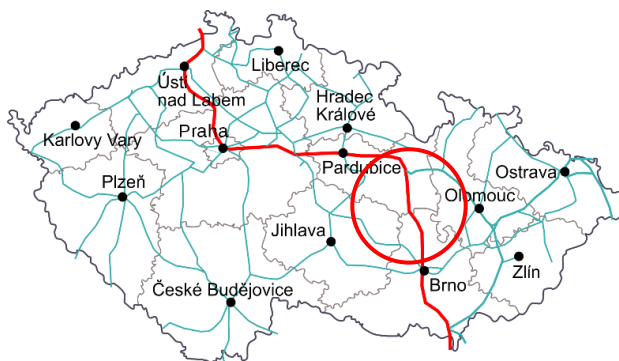 Liberec
Ústí
nad Labem
Hradec
Králové
Karlovy Vary
Praha
Pardubice
Ostrava
Plzeň
Olomouc
Jihlava
Zlín
Brno
České Budějovice